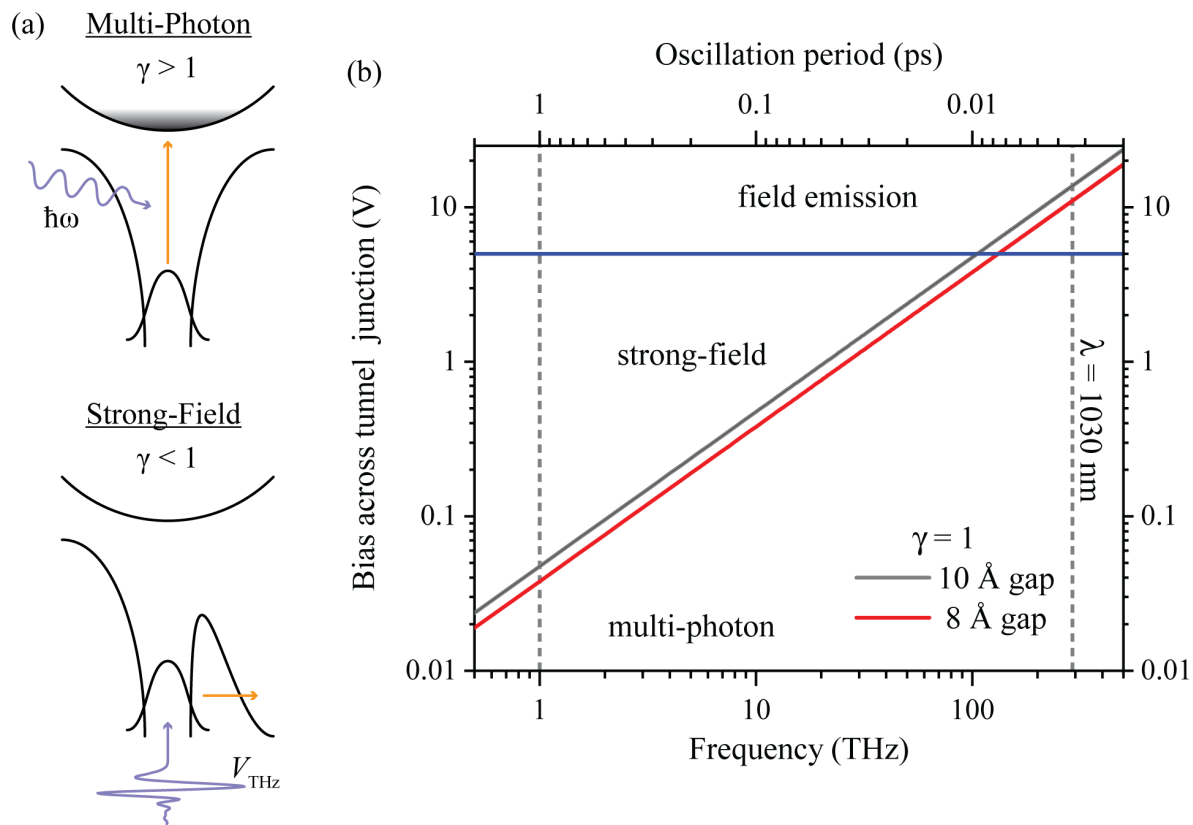 (a)
Multi-Photon
γ > 1
ħω
Strong-Field
γ < 1
V THz
(b)
Oscillation period (ps)
1
0.1
0.01
Bias across tunnel junction (V)
10
1
0.1
0.01
field emission
strong-field
multi-photon
γ = 1
10 Å gap
8 Å gap
λ = 1030 nm
10
1
0.1
0.01
1
10
100
Frequency (THz)